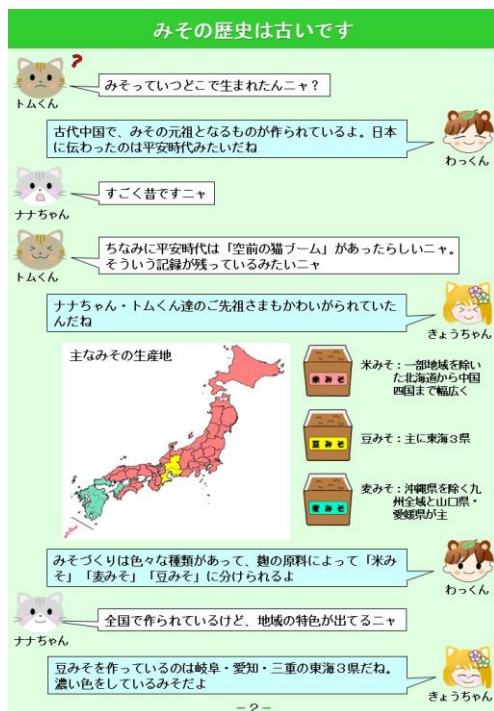 みその歴史は古いです
?
みそっていつどこで生まれたんニャ?
トムくん
古代中国で、みその元祖となるものが作られているよ。日本
に伝わったのは平安時代みたいだね
わっくん
すごく昔ですニャ
ナナちゃん
ちなみに平安時代は「空前の猫ブーム」があったらしいニャ。
そういう記録が残っているみたいニャ
トムくん
ナナちゃん・トムくん達のご先祖さまもかわいがられていた
んだね
きょうちゃん
主なみその生産地
米みそ
米みそ:一部地域を除い
た北海道から中国
四国まで幅広く
豆みそ
豆みそ:主に東海3県
麦みそ
麦みそ:沖縄県を除く九
州全域と山口県・
愛媛県が主
みそづくりは色々な種類があって、麹の原料によって「米み
そ」「麦みそ」「豆みそ」に分けられるよ
わっくん
全国で作られているけど、地域の特色が出てるニャ
ナナちゃん
豆みそを作っているのは岐阜・愛知・三重の東海3県だね。
濃い色をしているみそだよ
きょうちゃん
-2-